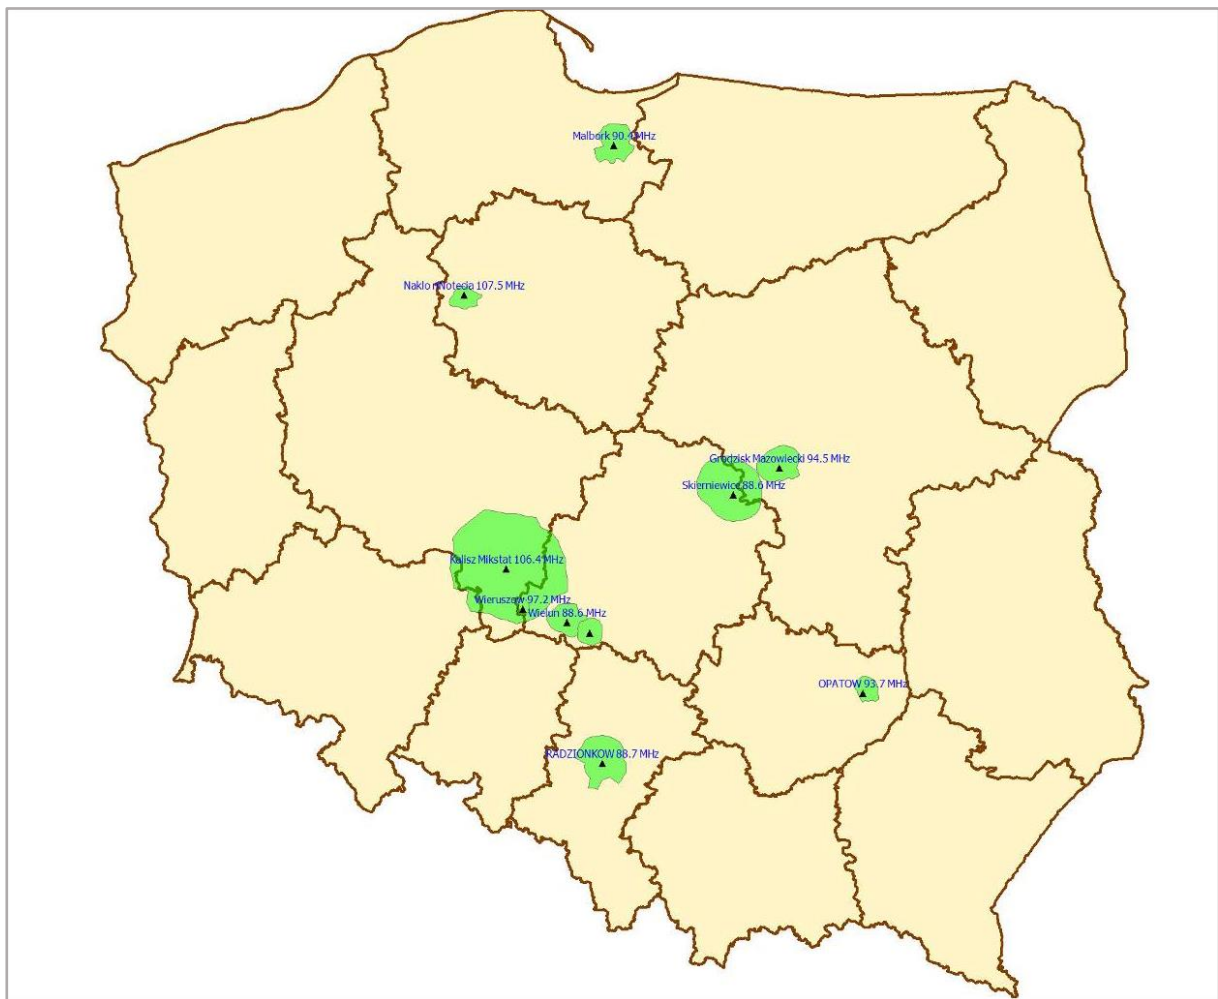 Malbork 90.4 MHz
Naklo nNotecia 107.5 MHz
Grodzisk Mazowiecki 94.5 MHz
Skierniewice 88.6 MHz
Kalisz Mikstat 106.4 MHz
Wieruszow 97.2 MHz
Wielun 88.6 MHz
OPATOW 93.7 MHz
RADZIONKOW 88.7 MHz